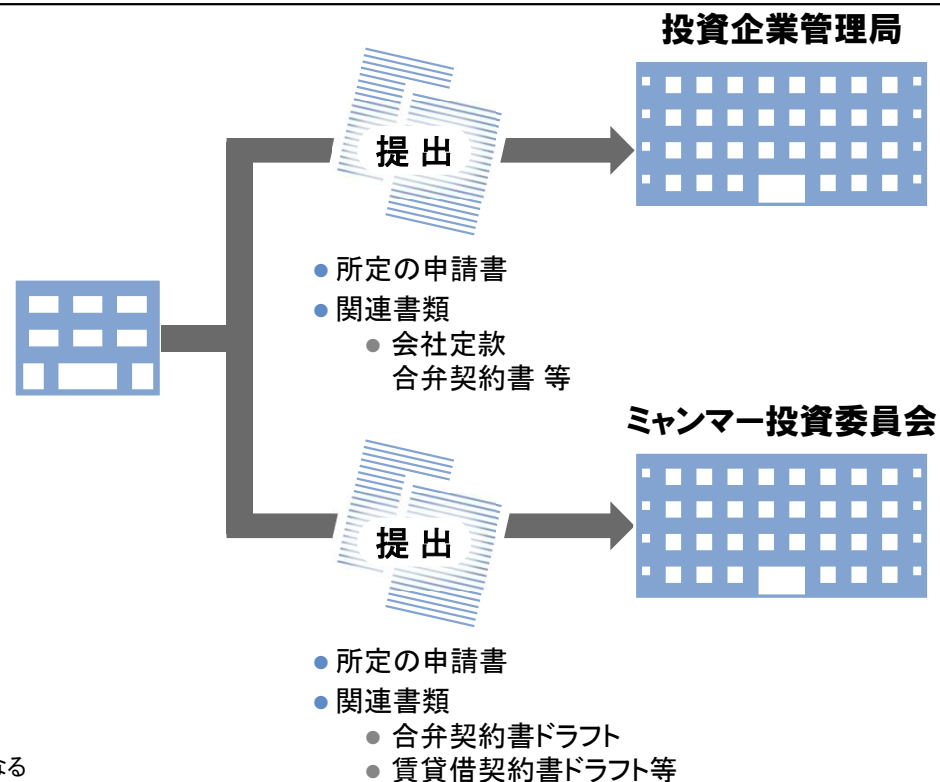 投資企業管理局
提出
● 所定の申請書
● 関連書類
● 会社定款
合弁契約書 等
ミャンマー投資委員会
提出
● 所定の申請書
● 関連書類
● 合弁契約書ドラフト
● 賃貸借契約書ドラフト等
なる